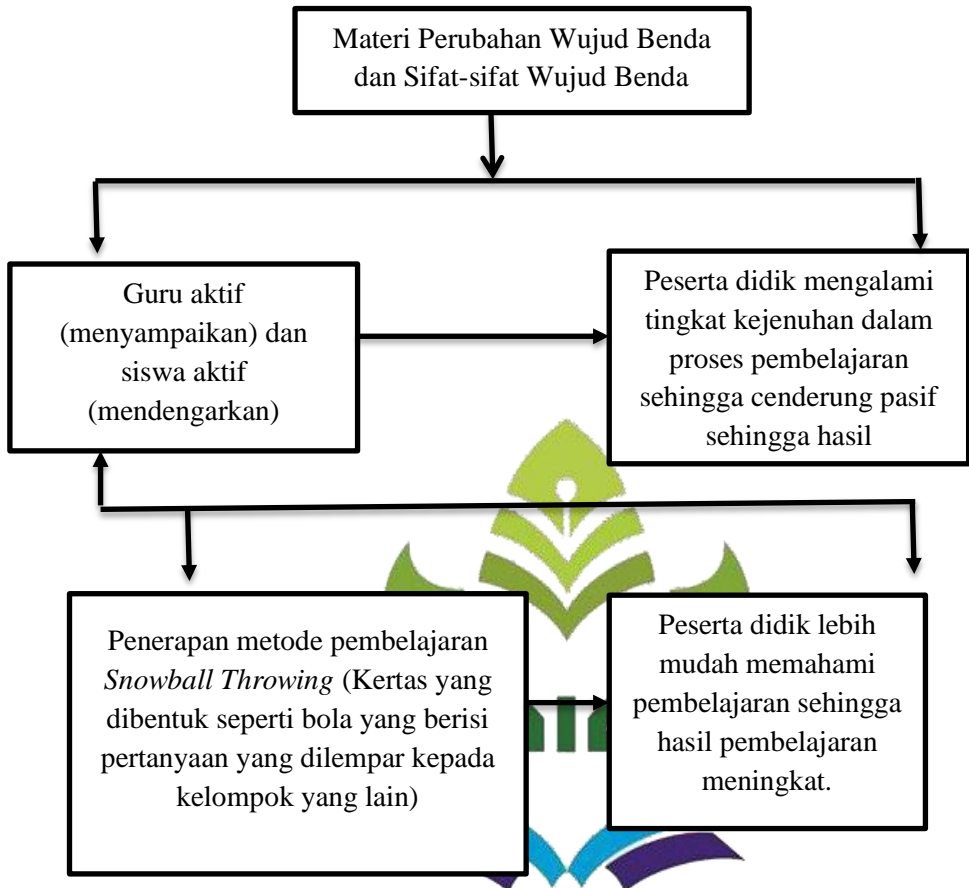 Materi Perubahan Wujud Benda
dan Sifat-sifat Wujud Benda
Guru aktif
(menyampaikan) dan
siswa aktif
(mendengarkan)
Peserta didik mengalami
tingkat kejenuhan dalam
proses pembelajaran
sehingga cenderung pasif
sehingga hasil
Penerapan metode pembelajaran
Snowball Throwing (Kertas yang
dibentuk seperti bola yang berisi
pertanyaan yang dilempar kepada
kelompok yang lain)
Peserta didik lebih
mudah memahami
pembelajaran sehingga
hasil pembelajaran
meningkat.